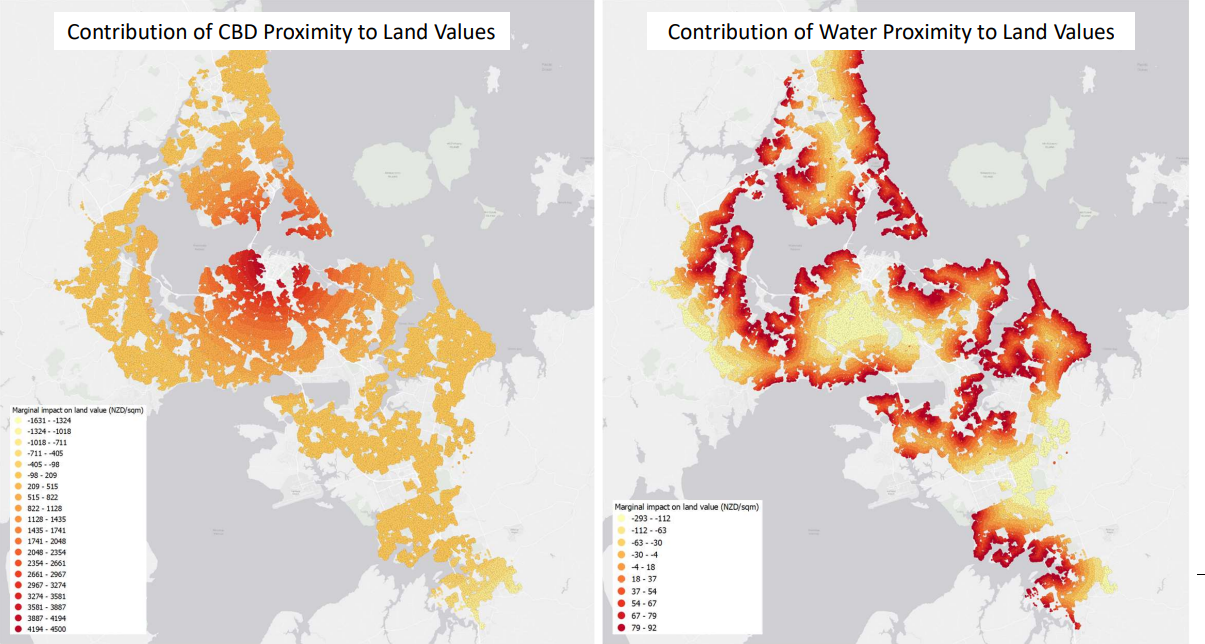 Contribution of CBD Proximity to Land Values
Marginal impact on land value (NZD/sqm)
-1631 - -1324
-1324 - -1018
-1018 - -711
-711 - -405
-405 - -98
-98 - 209
209 - 515
515 - 822
822 - 1128
1128 - 1435
1435 - 1741
1741 - 2048
2048 - 2354
2354 - 2661
2661 - 2967
2967 - 3274
3274 - 3581
3581 - 3887
3887 - 4194
4194 - 4500
Contribution of Water Proximity to Land Values
Marginal impact on land value (NZD/sqm)
-293 - -112
-112 - -63
-63 - -30
-30 - -4
-4 - 18
18 - 37
37 - 54
54 - 67
67 - 79
79 - 92